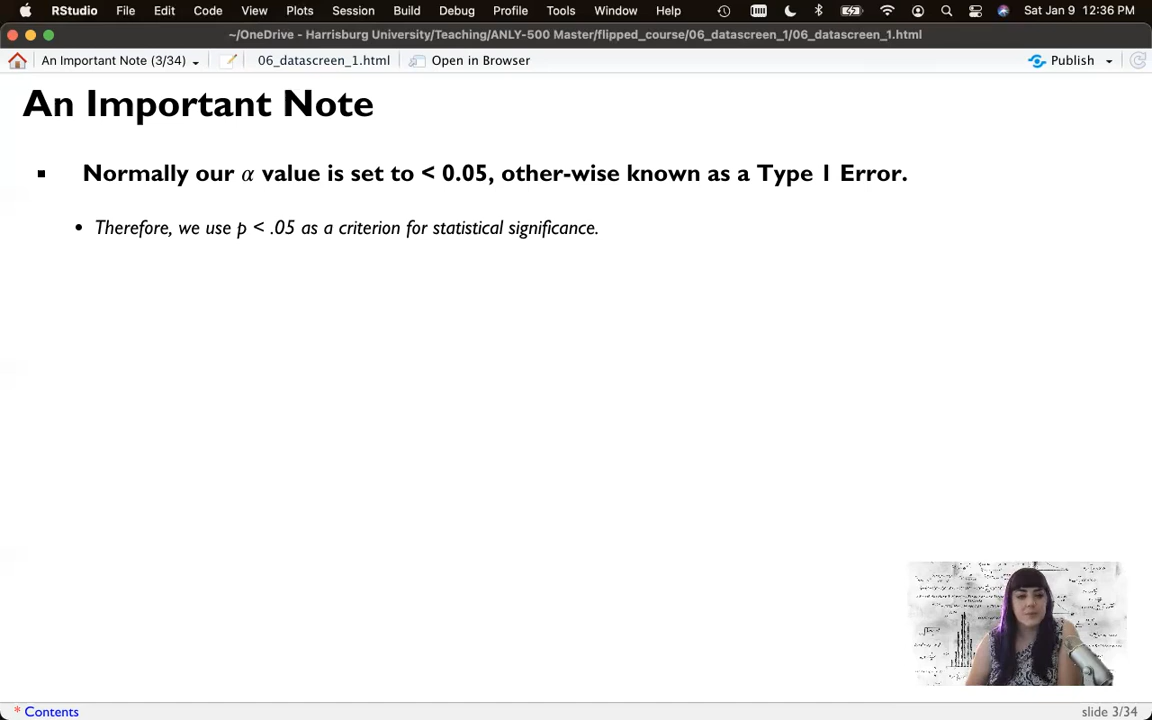 RStudio File Edit Code View Plots Session Build Debug Profile Tools Window Help Sat Jan 9 12:36 PM
~/OneDrive - Harrisburg University/Teaching/ANLY-500 Master/flipped_course/06_datascreen_1/06_datascreen_1.html
An Important Note (3/34) 06_datascreen_1.html Open in Browser Publish
An Important Note
▪ Normally our α value is set to < 0.05, other-wise known as a Type 1 Error.
• Therefore, we use p < .05 as a criterion for statistical significance.
* Contents slide 3/34